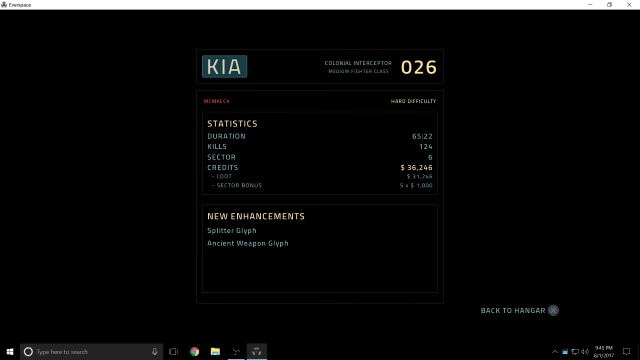 Everspace
KIA
COLONIAL INTERCEPTOR
MEDIUM FIGHTER CLASS
026
MCMAECA
HARD DIFFICULTY
STATISTICS
DURATION 65:22
KILLS 124
SECTOR 6
CREDITS $ 36,246
- LOOT $ 31,246
- SECTOR BONUS 5 x $ 1,000
NEW ENHANCEMENTS
Splitter Glyph
Ancient Weapon Glyph
BACK TO HANGAR
Type here to search
9:45 PM
8/1/2017